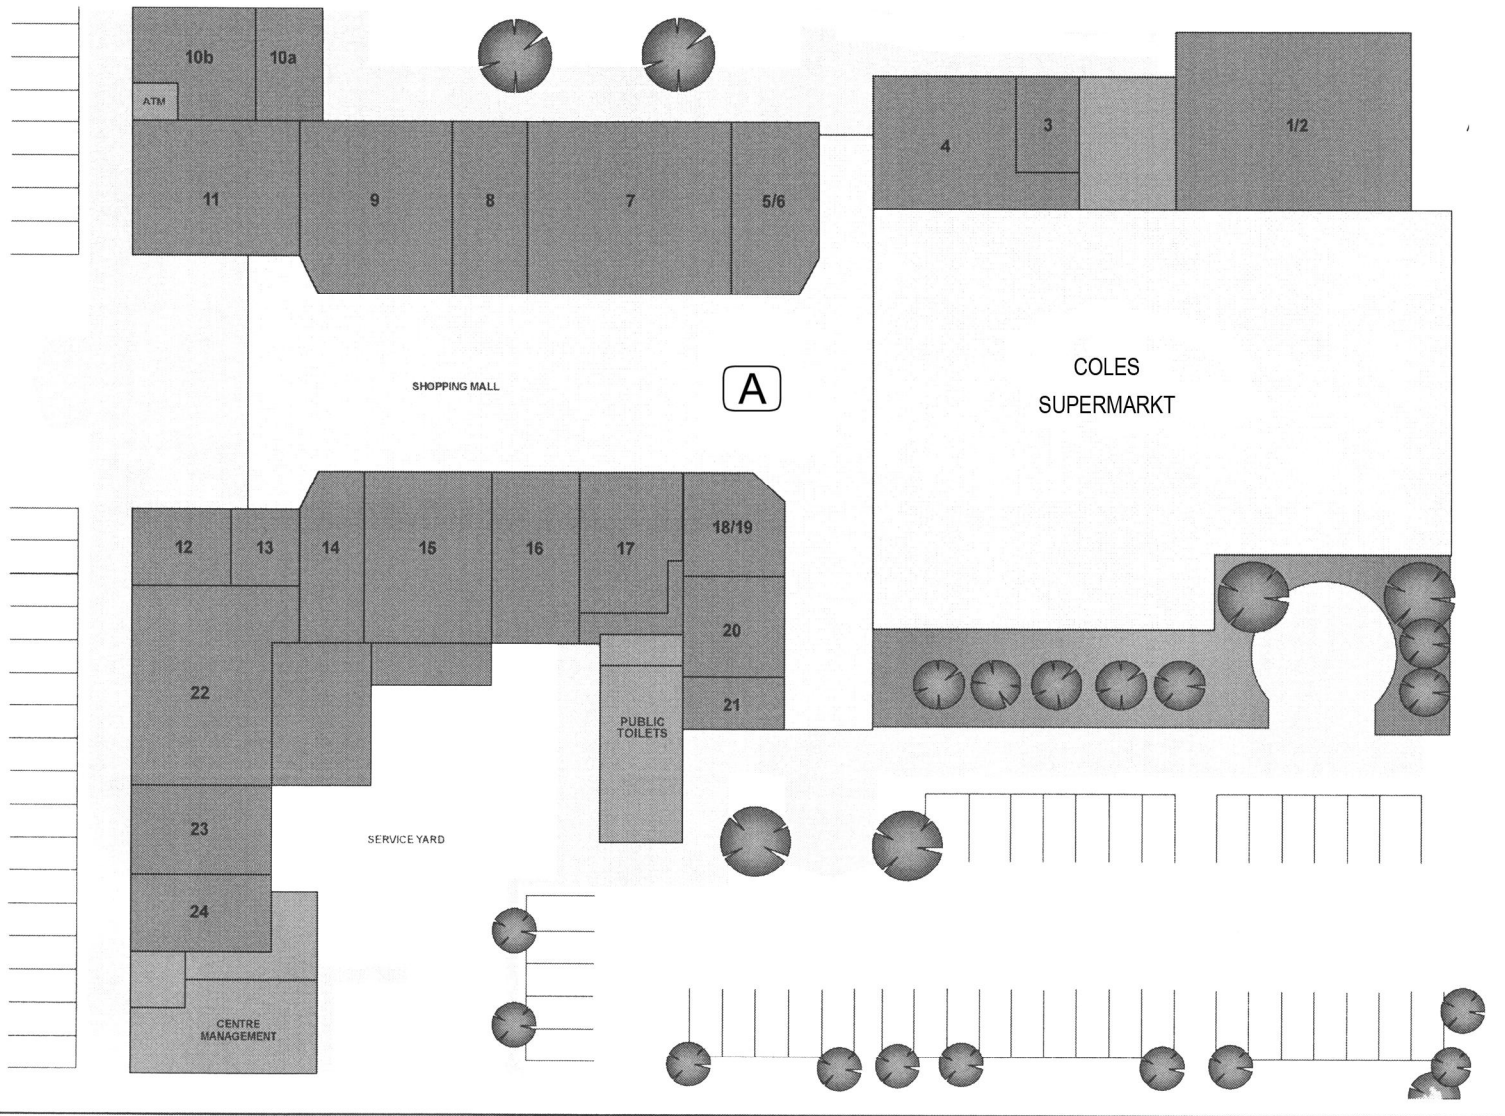 10b
10a
ATM
11
9
8
7
5/6
4
3
1/2
SHOPPING MALL
A
COLES
SUPERMARKT
12
13
14
15
16
17
18/19
20
21
22
PUBLIC
TOILETS
23
SERVICE YARD
24
CENTRE
MANAGEMENT